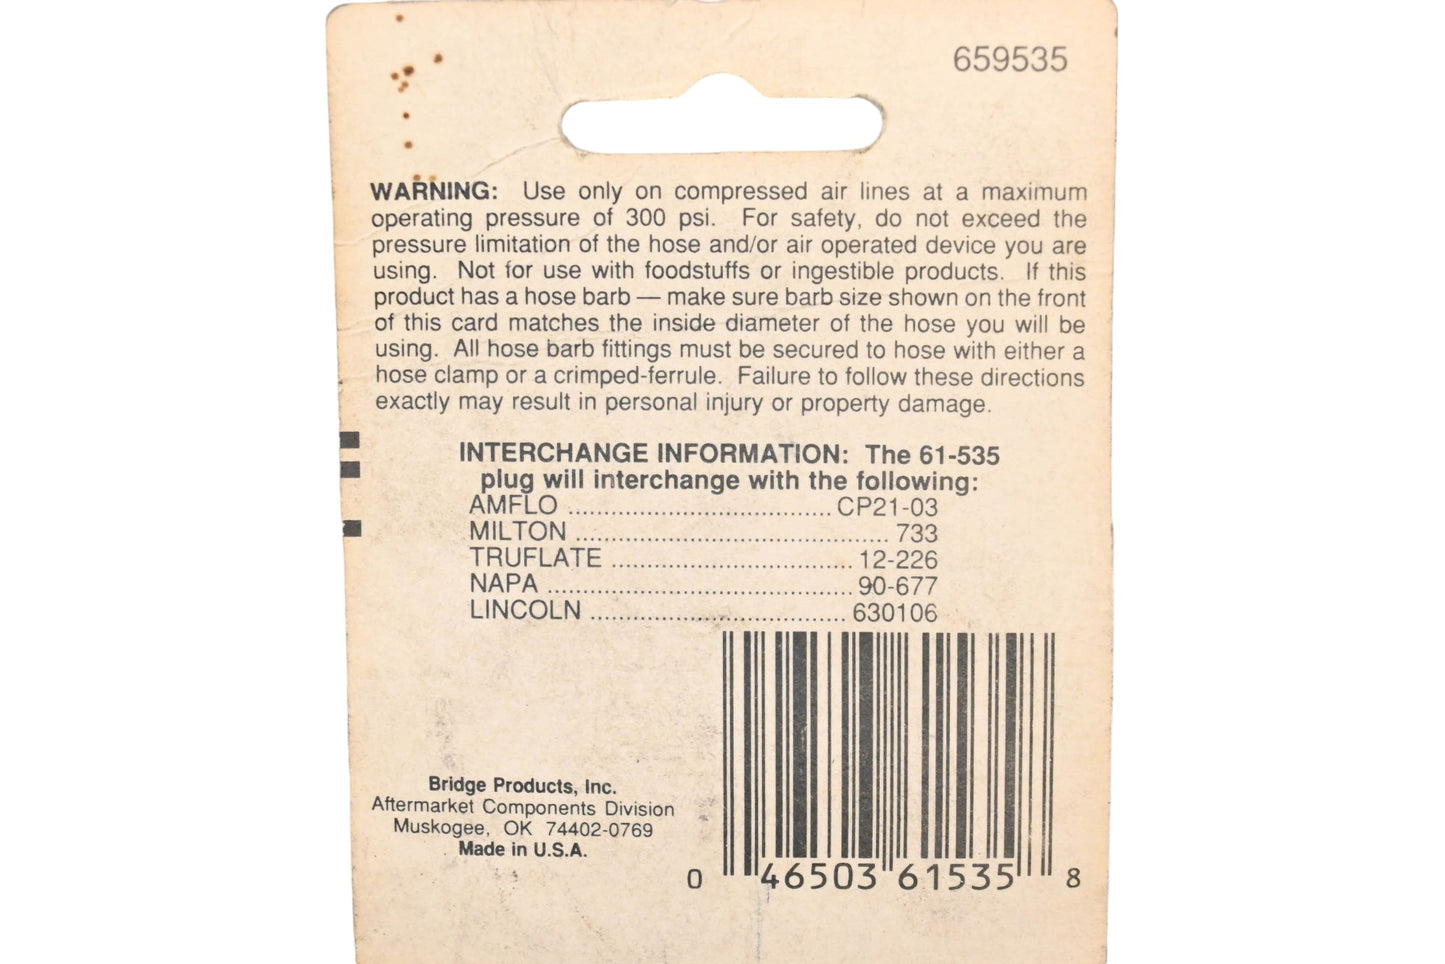 659535
WARNING: Use only on compressed air lines at a maximum
operating pressure of 300 psi. For safety, do not exceed the
pressure limitation of the hose and/or air operated device you are
using. Not for use with foodstuffs or ingestible products. If this
product has a hose barb — make sure barb size shown on the front
of this card matches the inside diameter of the hose you will be
using. All hose barb fittings must be secured to hose with either a
hose clamp or a crimped-ferrule. Failure to follow these directions
exactly may result in personal injury or property damage.
INTERCHANGE INFORMATION: The 61-535
plug will interchange with the following:
AMFLO ..................................... CP21-03
MILTON ............................................ 733
TRUFLATE .................................. 12-226
NAPA ........................................... 90-677
LINCOLN .................................... 630106
Bridge Products, Inc.
Aftermarket Components Division
Muskogee, OK 74402-0769
Made in U.S.A.
0 46503 61535 8